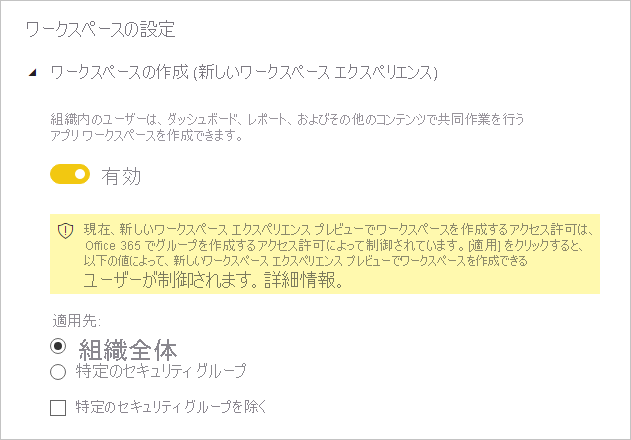 ワークスペースの設定
ワークスペースの作成 (新しいワークスペース エクスペリエンス)
組織内のユーザーは、ダッシュボード、レポート、およびその他のコンテンツで共同作業を行う
アプリ ワークスペースを作成できます。
有効
現在、新しいワークスペース エクスペリエンス プレビューでワークスペースを作成するアクセス許可は、
Office 365 でグループを作成するアクセス許可によって制御されています。[適用] をクリックすると、
以下の値によって、新しいワークスペース エクスペリエンス プレビューでワークスペースを作成できる
ユーザーが制御されます。詳細情報。
適用先:
組織全体
特定のセキュリティ グループ
特定のセキュリティ グループを除く